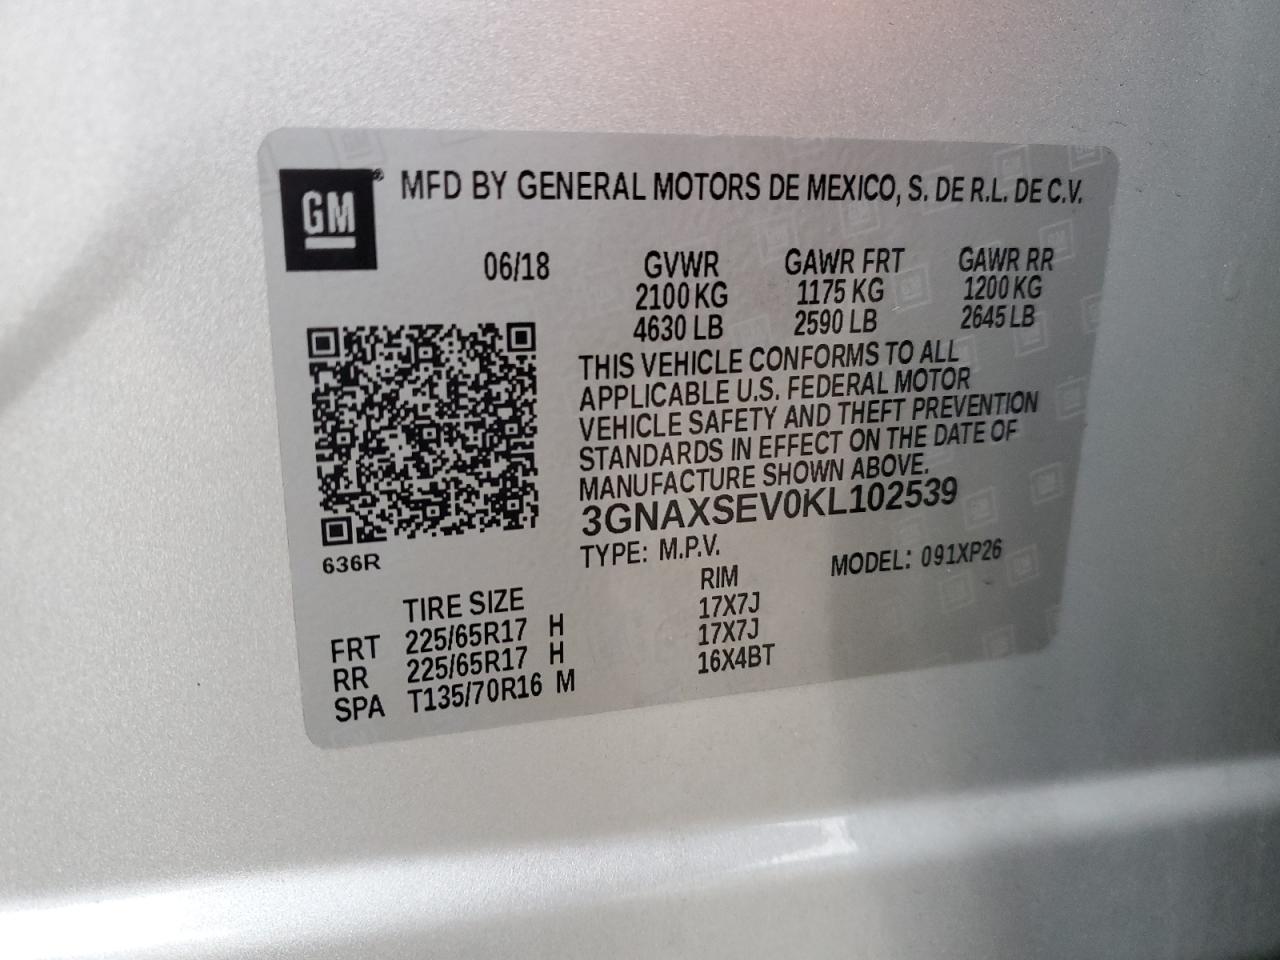 GM® MFD BY GENERAL MOTORS DE MEXICO, S. DE R.L. DE C.V.
06/18 GVWR GAWR FRT GAWR RR
2100 KG 1175 KG 1200 KG
4630 LB 2590 LB 2645 LB
THIS VEHICLE CONFORMS TO ALL
APPLICABLE U.S. FEDERAL MOTOR
VEHICLE SAFETY AND THEFT PREVENTION
STANDARDS IN EFFECT ON THE DATE OF
MANUFACTURE SHOWN ABOVE.
3GNAXSEV0KL102539
636R
TYPE: M.P.V. MODEL: 091XP26
TIRE SIZE RIM
FRT 225/65R17 H 17X7J
RR 225/65R17 H 17X7J
SPA T135/70R16 M 16X4BT